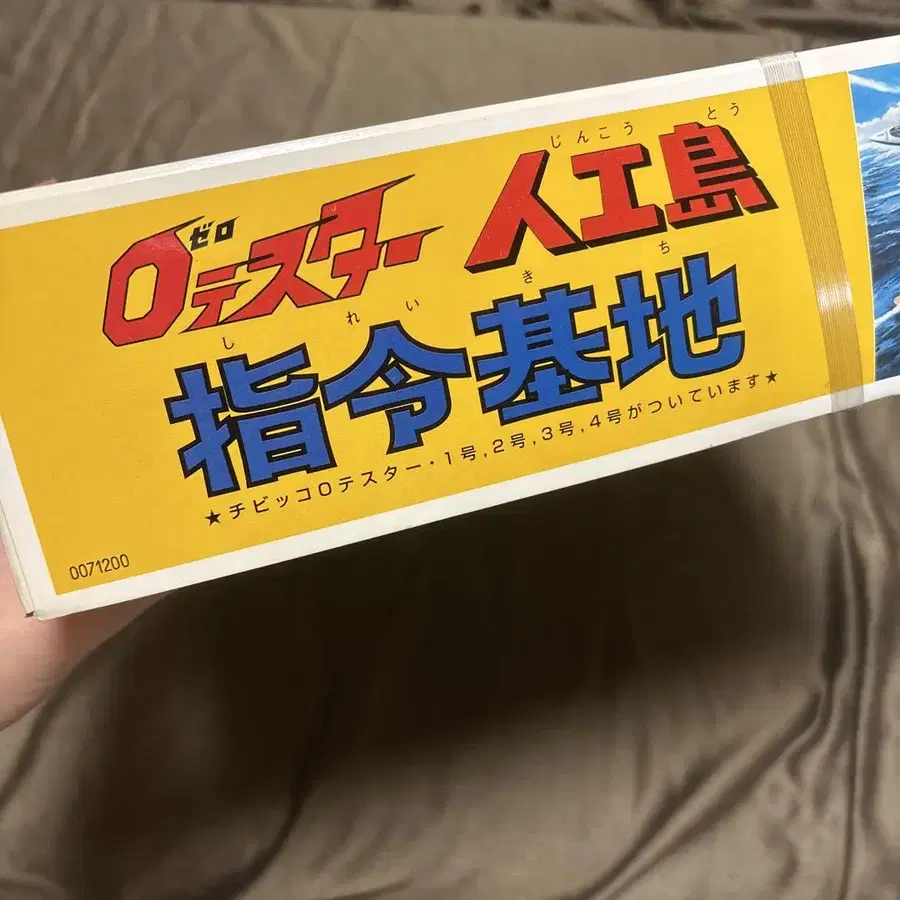 0テスター 人工島
ゼロ
じんこう とう
指令基地
しれい きち
★チビッコ0テスター・1号,2号,3号,4号がついています★
0071200